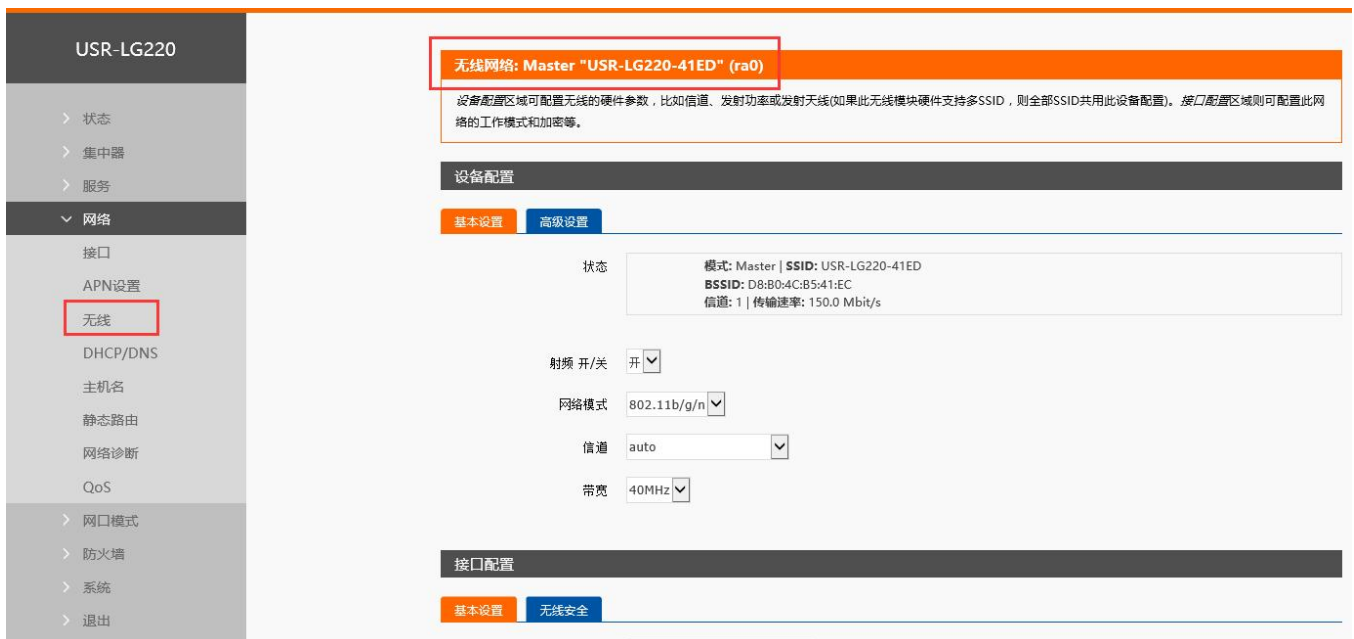 USR-LG220
状态
集中器
服务
网络
接口
APN设置
无线
DHCP/DNS
主机名
静态路由
网络诊断
QoS
网口模式
防火墙
系统
退出
无线网络: Master "USR-LG220-41ED" (ra0)
设备配置区域可配置无线的硬件参数，比如信道、发射功率或发射天线(如果此无线模块硬件支持多SSID，则全部SSID共用此设备配置)。接口配置区域则可配置此网
络的工作模式和加密等。
设备配置
基本设置 高级设置
状态 模式: Master | SSID: USR-LG220-41ED
BSSID: D8:B0:4C:B5:41:EC
信道: 1 | 传输速率: 150.0 Mbit/s
射频 开/关 开
网络模式 802.11b/g/n
信道 auto
带宽 40MHz
接口配置
基本设置 无线安全